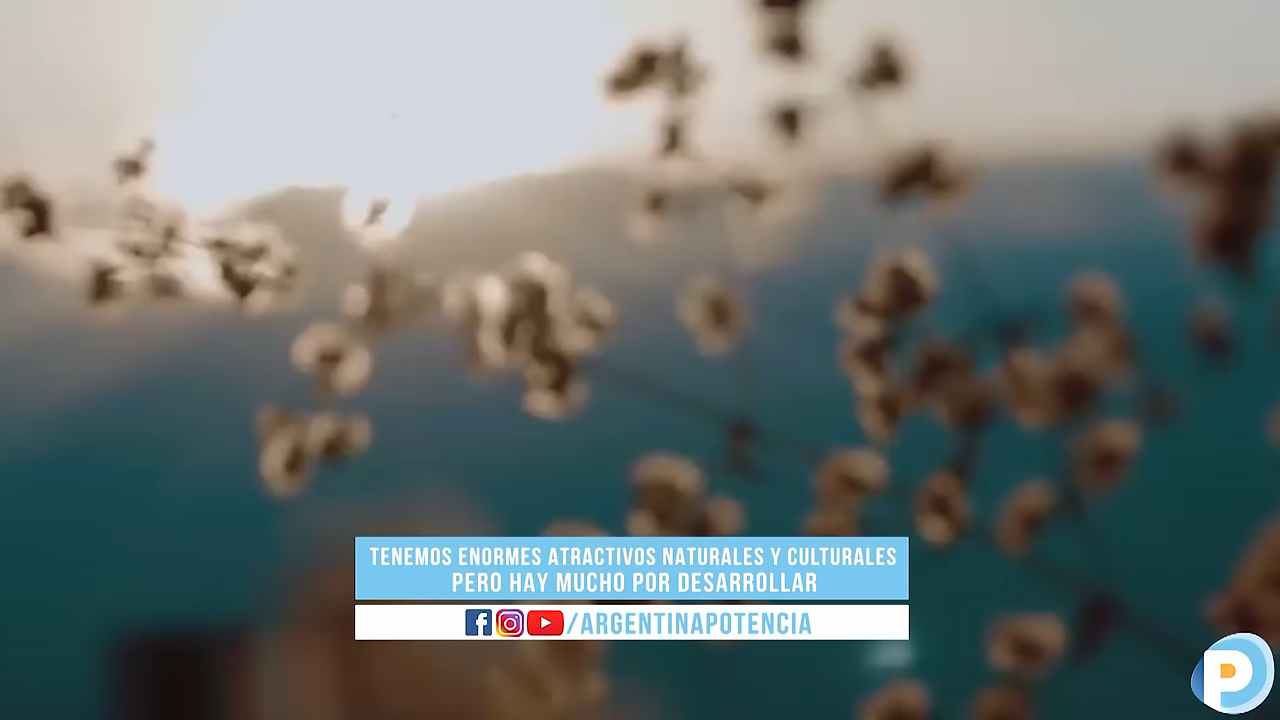 TENEMOS ENORMES ATRACTIVOS NATURALES Y CULTURALES
PERO HAY MUCHO POR DESARROLLAR
/ARGENTINAPOTENCIA
P